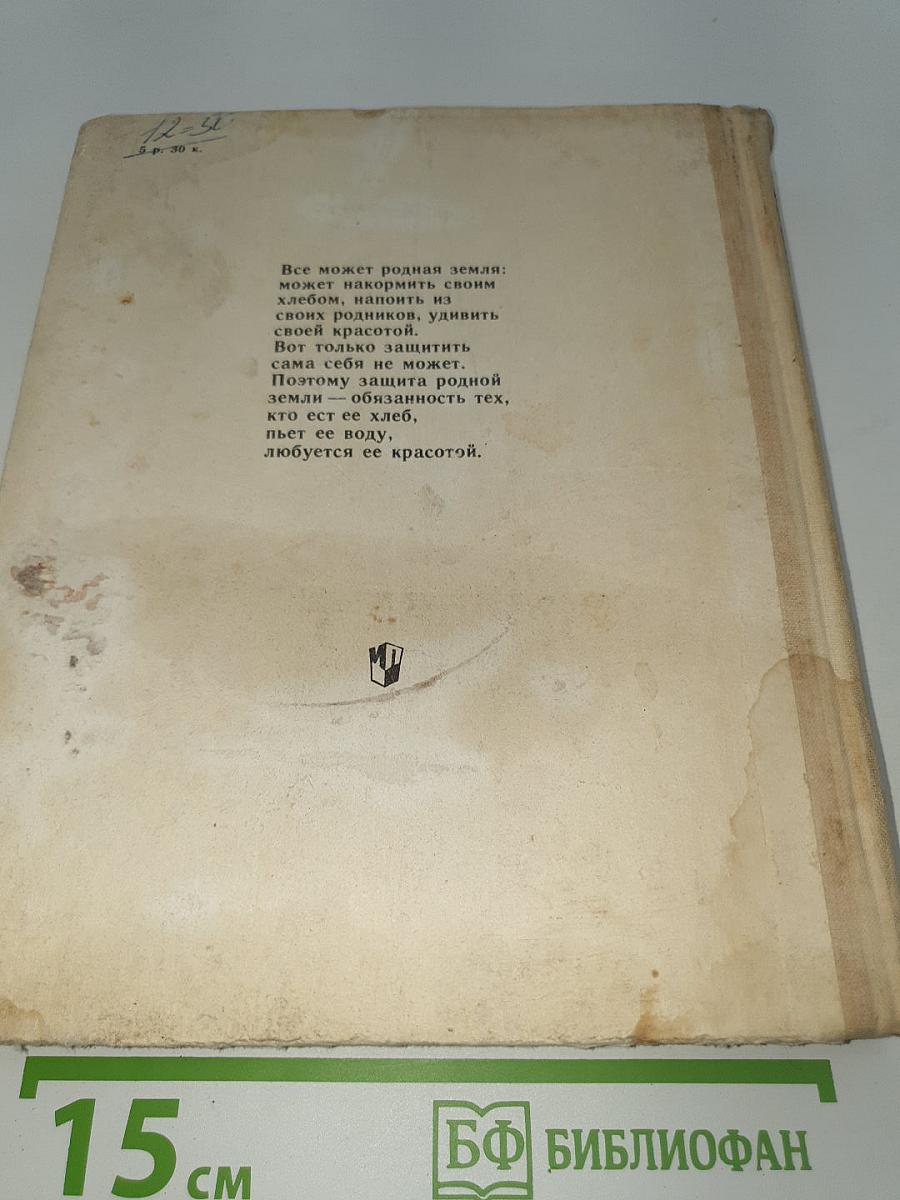 5 р. 30 к.
Все может родная земля:
может накормить своим
хлебом, напоить из
своих родников, удивить
своей красотой.
Вот только защитить
сама себя не может.
Поэтому защита родной
земли — обязанность тех,
кто ест ее хлеб,
пьет ее воду,
любуется ее красотой.
ИЛ
15 см
БФ БИБЛИОФАН